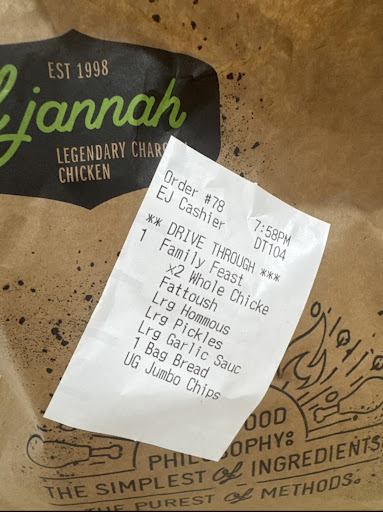 EST 1998
jannah
LEGENDARY CHAR
CHICKEN
Order #78 7:58PM
EJ Cashier DT104
** DRIVE THROUGH ***
1 Family Feast
x2 Whole Chicke
Fattoush
Lrg Hommous
Lrg Pickles
Lrg Garlic Sauc
1 Bag Bread
UG Jumbo Chips
OOD
PHI OPHY:
THE SIMPLEST Of INGREDIENTS
THE PUREST Of METHODS.